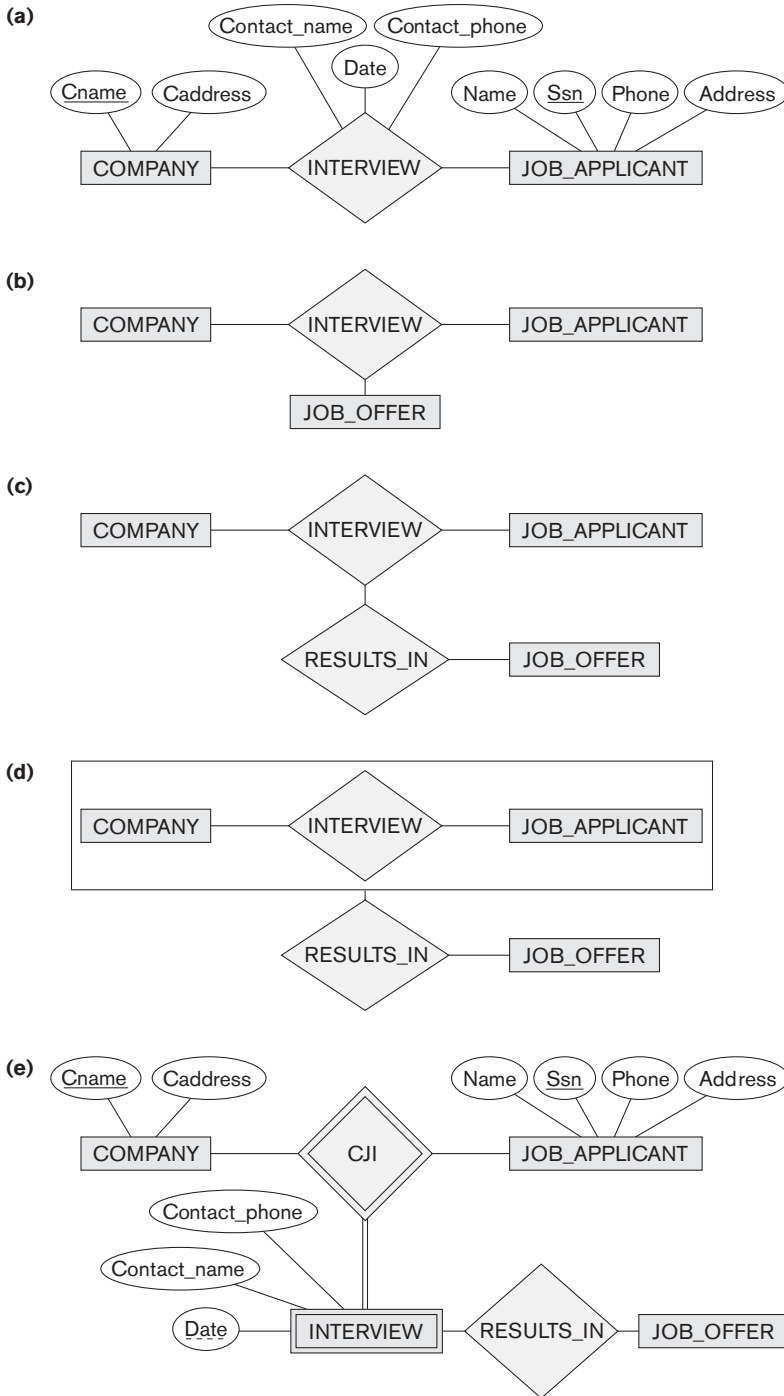 (a)
Contact_name Contact_phone
Date
Cname Caddress Name Ssn Phone Address
COMPANY INTERVIEW JOB_APPLICANT
(b)
COMPANY INTERVIEW JOB_APPLICANT
JOB_OFFER
(c)
COMPANY INTERVIEW JOB_APPLICANT
RESULTS_IN JOB_OFFER
(d)
COMPANY INTERVIEW JOB_APPLICANT
RESULTS_IN JOB_OFFER
(e)
Cname Caddress Name Ssn Phone Address
COMPANY CJI JOB_APPLICANT
Contact_phone
Contact_name
Date INTERVIEW RESULTS_IN JOB_OFFER